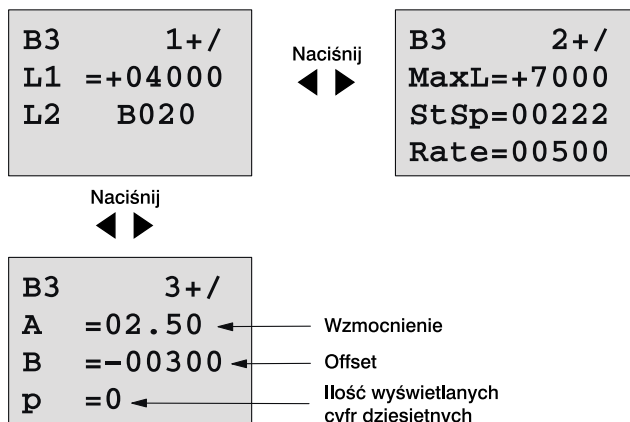 B3 1+/
L1 =+04000
L2 B020
Naciśnij
B3 2+/
MaxL=+7000
StSp=00222
Rate=00500
Naciśnij
B3 3+/
A =02.50
Wzmocnienie
B =-00300
Offset
p =0
Ilość wyświetlanych
cyfr dziesiętnych